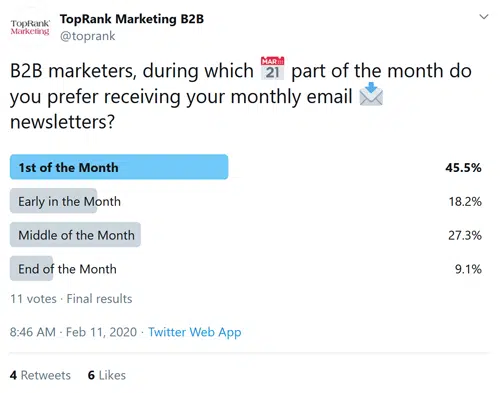 TopRank Marketing B2B
TopRank®
Marketing
@toprank
B2B marketers, during which MAR 21 part of the month do
you prefer receiving your monthly email
newsletters?
1st of the Month 45.5%
Early in the Month 18.2%
Middle of the Month 27.3%
End of the Month 9.1%
11 votes · Final results
8:46 AM · Feb 11, 2020 · Twitter Web App
4 Retweets 6 Likes